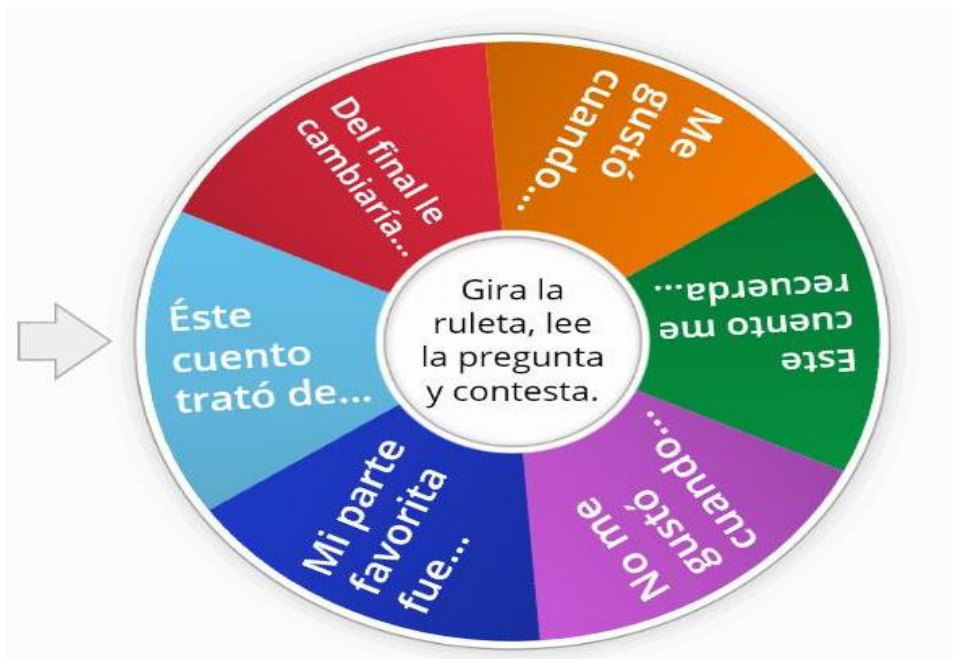 Gira la
ruleta, lee
la pregunta
y contesta.
Éste
cuento
trató de...
Del final le
cambiaría...
Me
gustó
cuando...
Este
cuento me
recuerda...
No me
gustó
cuando...
Mi parte
favorita
fue...